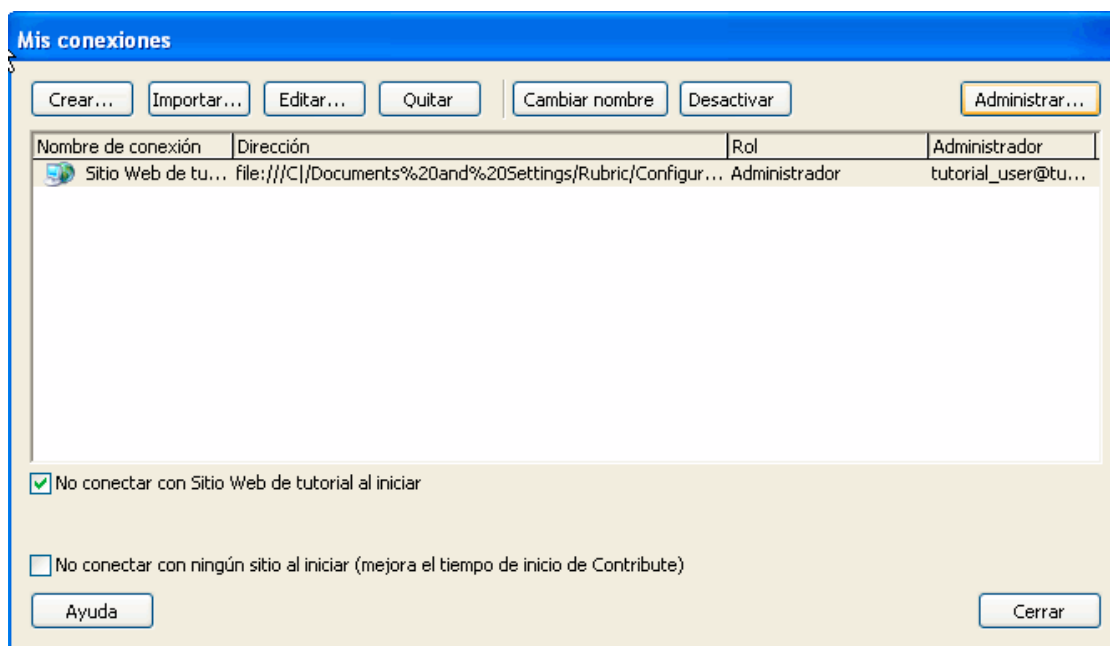 Mis conexiones
Crear... Importar... Editar... Quitar Cambiar nombre Desactivar Administrar...
Nombre de conexión Dirección Rol Administrador
Sitio Web de tu... file:///C|/Documents%20and%20Settings/Rubric/Configur... Administrador tutorial_user@tu...
No conectar con Sitio Web de tutorial al iniciar
No conectar con ningún sitio al iniciar (mejora el tiempo de inicio de Contribute)
Ayuda Cerrar